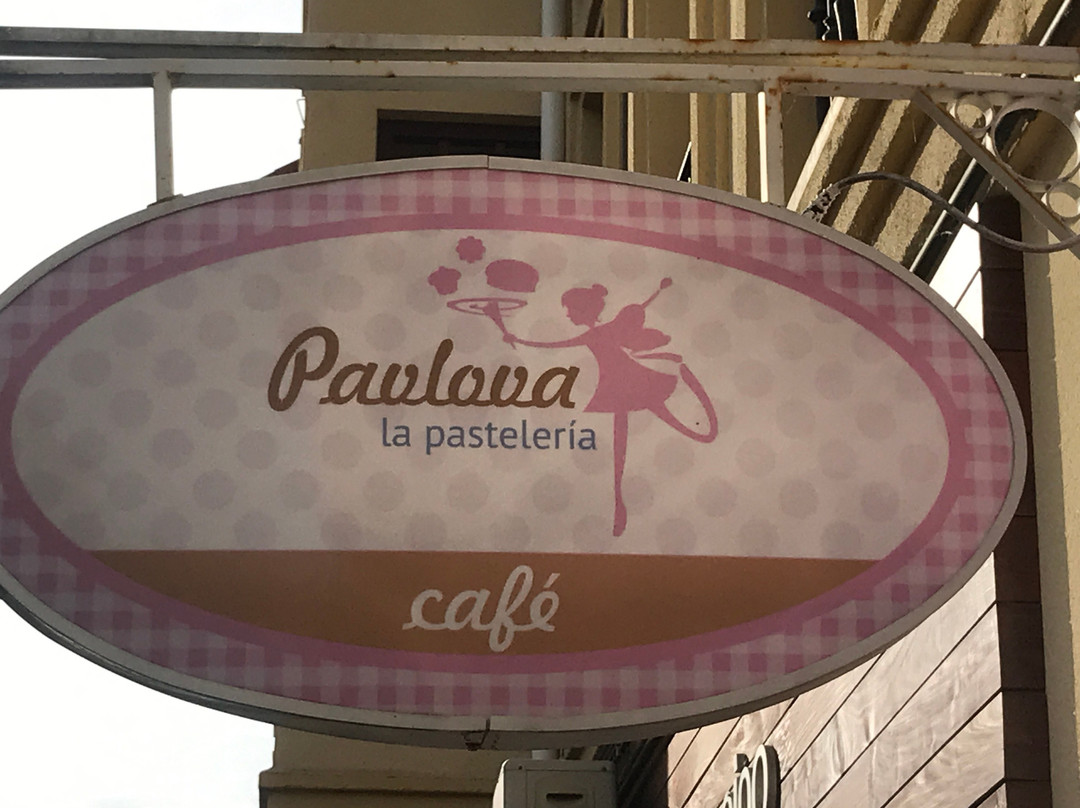 Pavlova
la pastelería
café